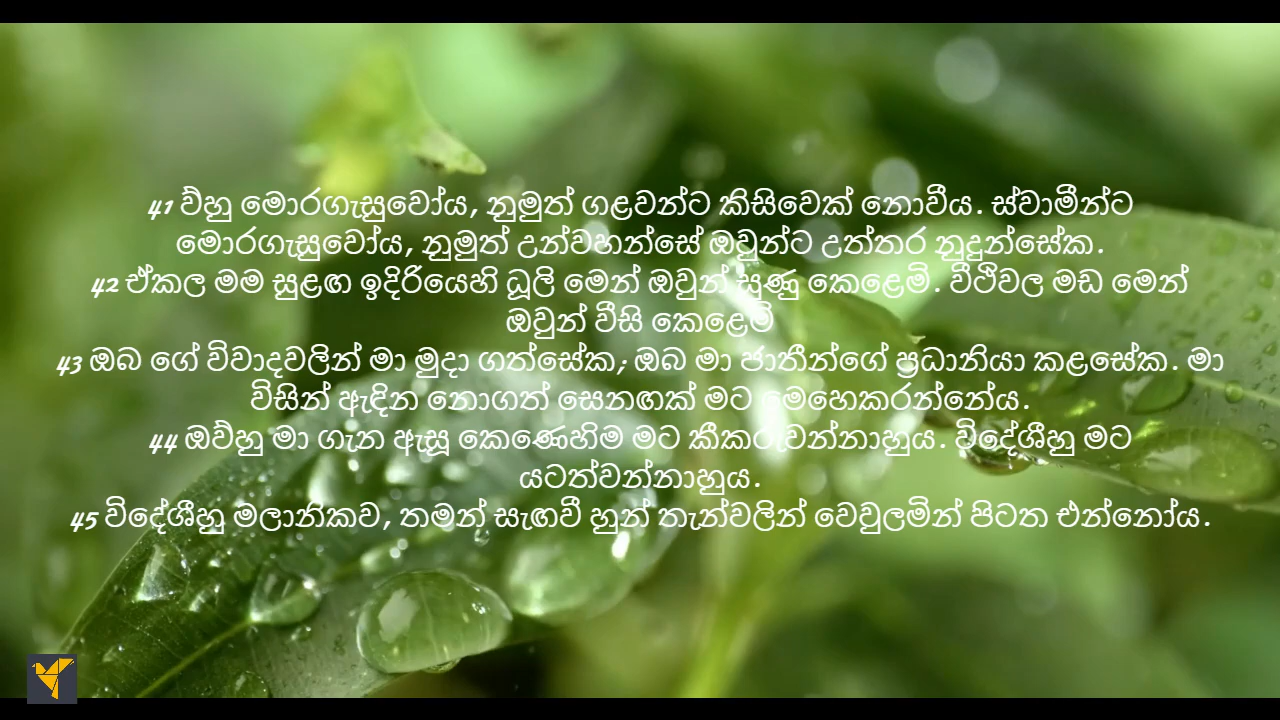 41 ව්හු මොරගැසුවෝය, නුමුත් ගළවන්ට කිසිවෙක් නොවීය. ස්වාමීන්ට
මොරගැසුවෝය, නුමුත් උන්වහන්සේ ඔවුන්ට උත්තර නුදුන්සේක.
42 ඒකල මම සුළඟ ඉදිරියෙහි ධූලි මෙන් ඔවුන් සුණු කෙළෙමි. වීථිවල මඩ මෙන්
ඔවුන් වීසි කෙළෙමි
43 ඔබ ගේ විවාදවලින් මා මුදා ගත්සේක; ඔබ මා ජාතීන්ගේ ප්‍රධානියා කළසේක. මා
විසින් ඇඳින නොගත් සෙනඟක් මට මෙහෙකරන්නේය.
44 ඔව්හු මා ගැන ඇසූ කෙණෙහිම මට කීකරුවන්නාහුය. විදේශීහු මට
යටත්වන්නාහුය.
45 විදේශීහු මලානිකව, තමන් සැඟවී හුන් තැන්වලින් වෙවුලමින් පිටත එන්නෝය.